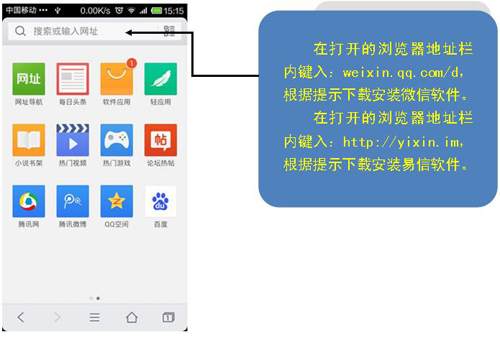 中国移动 ... 0.00K/s 15:15
搜索或输入网址
网址 1
网址导航 每日头条 软件应用 轻应用
帖
小说书架 热门视频 热门游戏 论坛热帖
du
腾讯网 腾讯微博 QQ空间 百度
1
在打开的浏览器地址栏
内键入：weixin.qq.com/d，
根据提示下载安装微信软件。
在打开的浏览器地址栏
内键入：http://yixin.im，
根据提示下载安装易信软件。